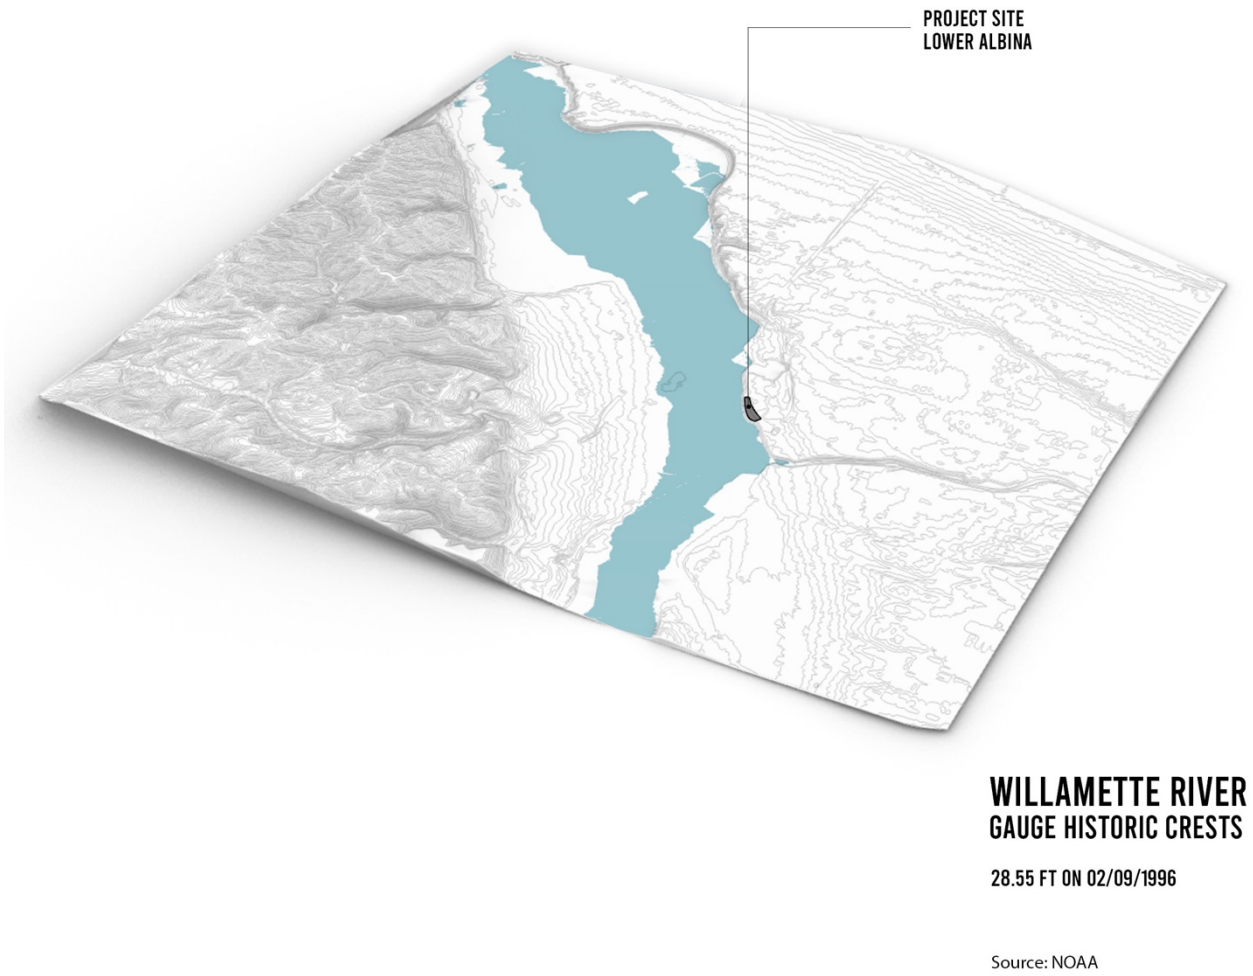 PROJECT SITE
LOWER ALBINA
WILLAMETTE RIVER
GAUGE HISTORIC CRESTS
28.55 FT ON 02/09/1996
Source: NOAA